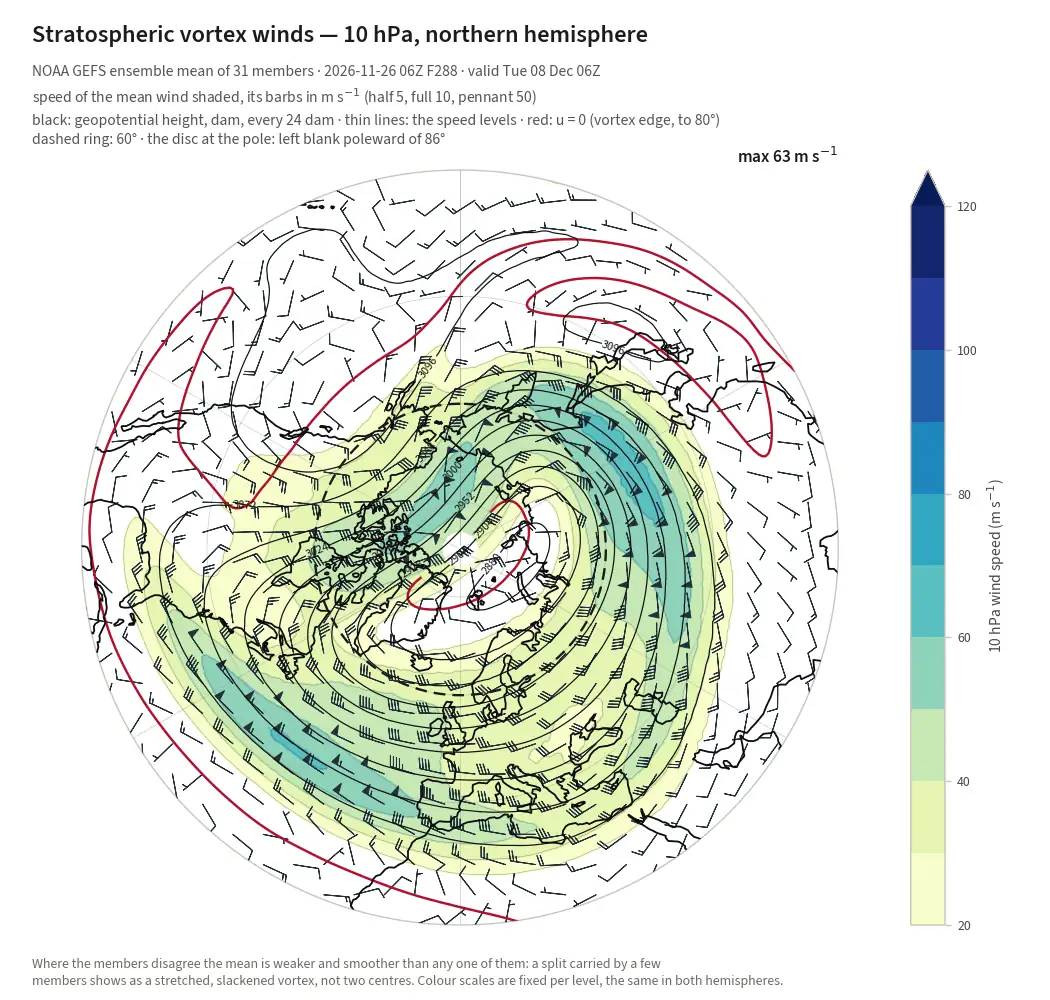 Stratospheric vortex winds — 10 hPa, northern hemisphere
NOAA GEFS ensemble mean of 31 members · 2026-11-26 06Z F288 · valid Tue 08 Dec 06Z
speed of the mean wind shaded, its barbs in m s⁻¹ (half 5, full 10, pennant 50)
black: geopotential height, dam, every 24 dam · thin lines: the speed levels · red: u = 0 (vortex edge, to 80°)
dashed ring: 60° · the disc at the pole: left blank poleward of 86°
max 63 m s⁻¹
120
100
80
60
40
20
10 hPa wind speed (m s⁻¹)
3096
3096
3072
3024
3000
2952
Where the members disagree the mean is weaker and smoother than any one of them: a split carried by a few
members shows as a stretched, slackened vortex, not two centres. Colour scales are fixed per level, the same in both hemispheres.